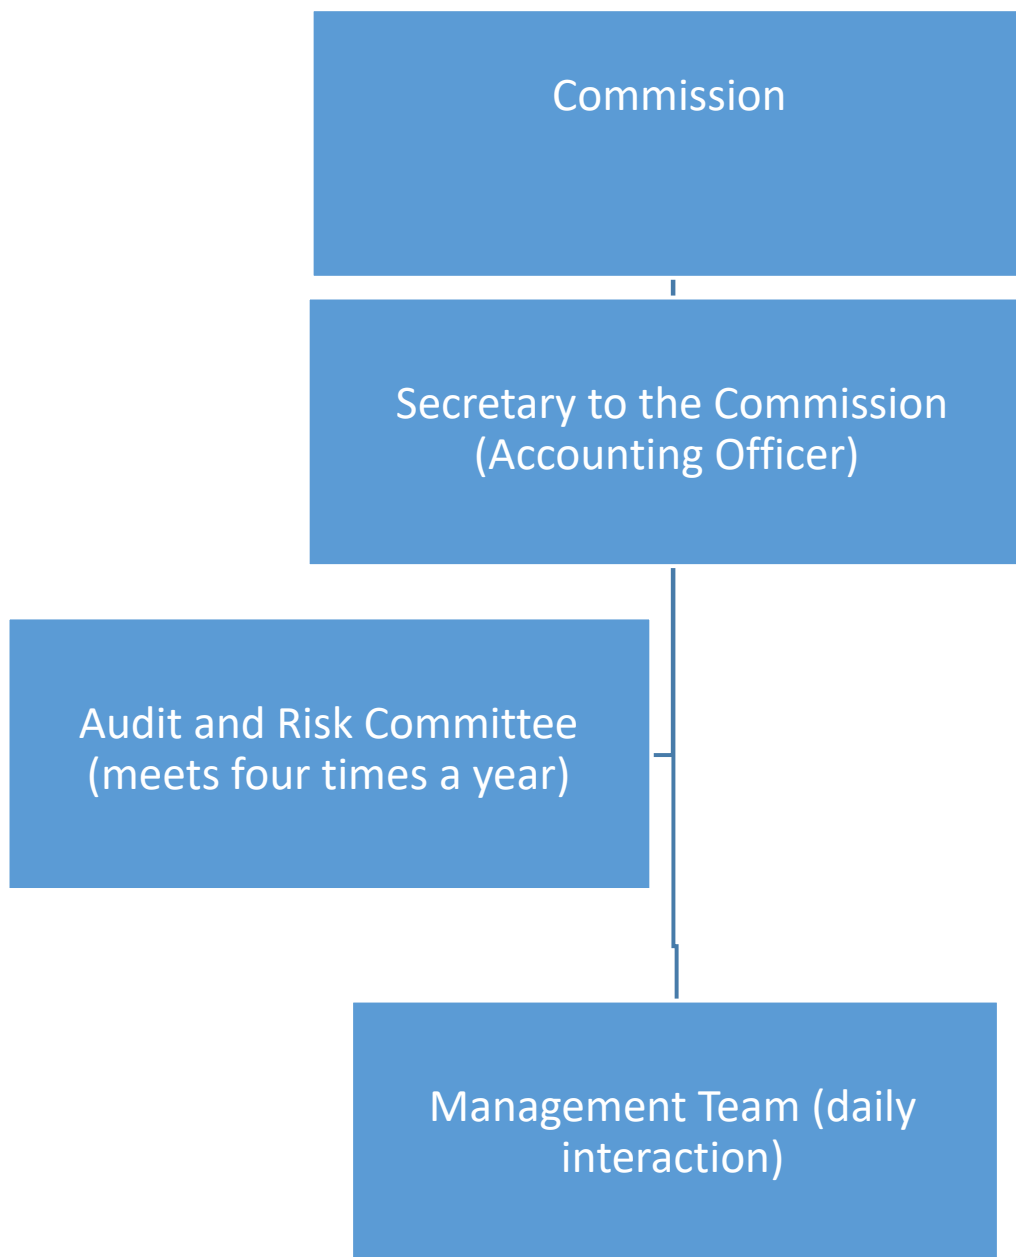 Commission
Secretary to the Commission
(Accounting Officer)
Audit and Risk Committee
(meets four times a year)
Management Team (daily
interaction)